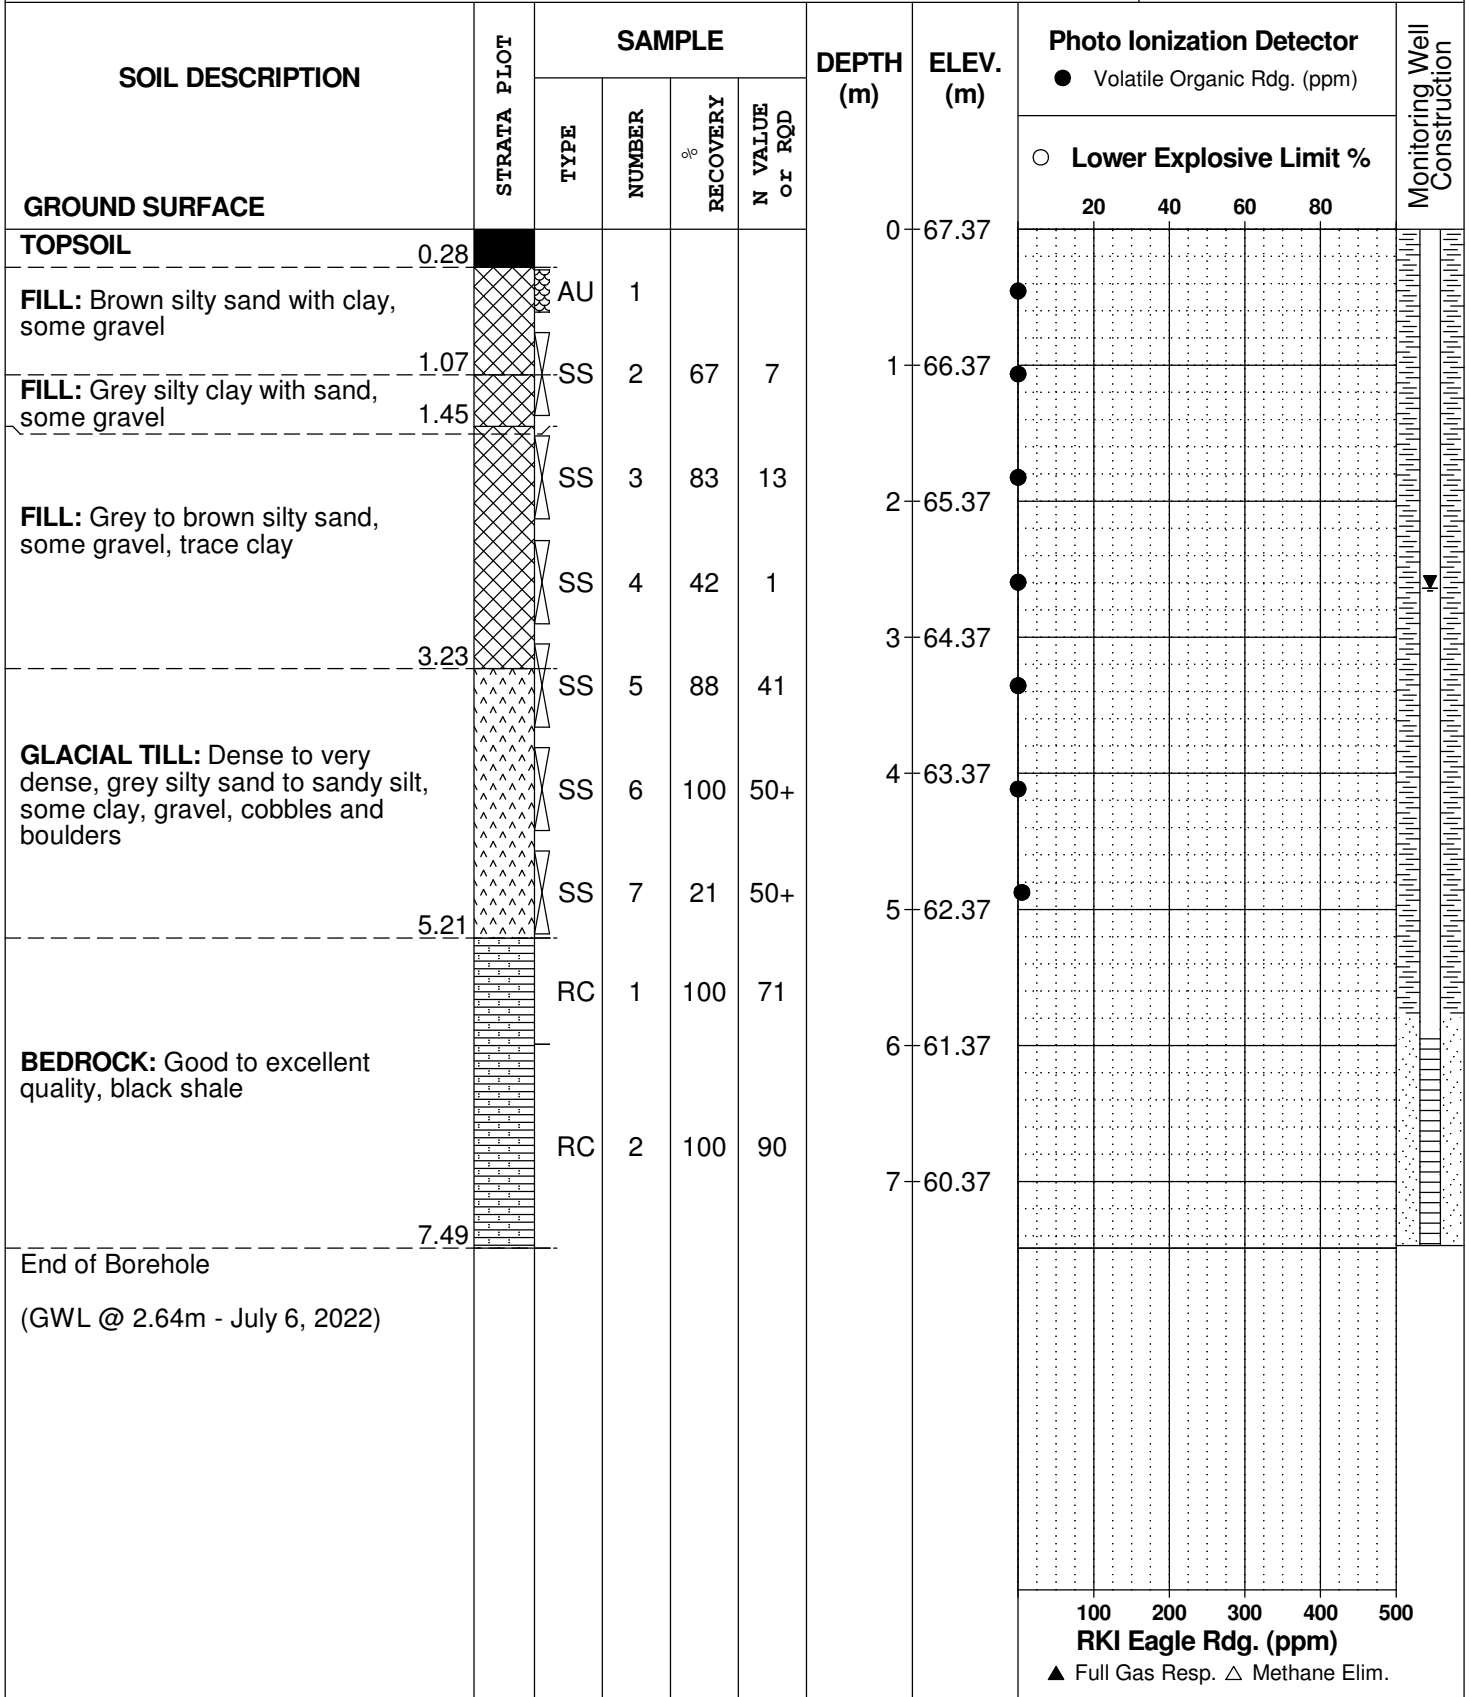 SOIL DESCRIPTION
GROUND SURFACE
STRATA PLOT
SAMPLE
TYPE
NUMBER
% RECOVERY
N VALUE or RQD
DEPTH (m)
ELEV. (m)
Photo Ionization Detector
● Volatile Organic Rdg. (ppm)
○ Lower Explosive Limit %
20 40 60 80
Monitoring Well Construction
0 67.37
TOPSOIL
0.28
FILL: Brown silty sand with clay,
some gravel
AU 1
1.07
SS 2 67 7
1 66.37
FILL: Grey silty clay with sand,
some gravel
1.45
SS 3 83 13
2 65.37
FILL: Grey to brown silty sand,
some gravel, trace clay
SS 4 42 1
3 64.37
3.23
SS 5 88 41
GLACIAL TILL: Dense to very
dense, grey silty sand to sandy silt,
some clay, gravel, cobbles and
boulders
4 63.37
SS 6 100 50+
SS 7 21 50+
5 62.37
5.21
RC 1 100 71
6 61.37
BEDROCK: Good to excellent
quality, black shale
RC 2 100 90
7 60.37
7.49
End of Borehole
(GWL @ 2.64m - July 6, 2022)
100 200 300 400 500
RKI Eagle Rdg. (ppm)
▲ Full Gas Resp. △ Methane Elim.